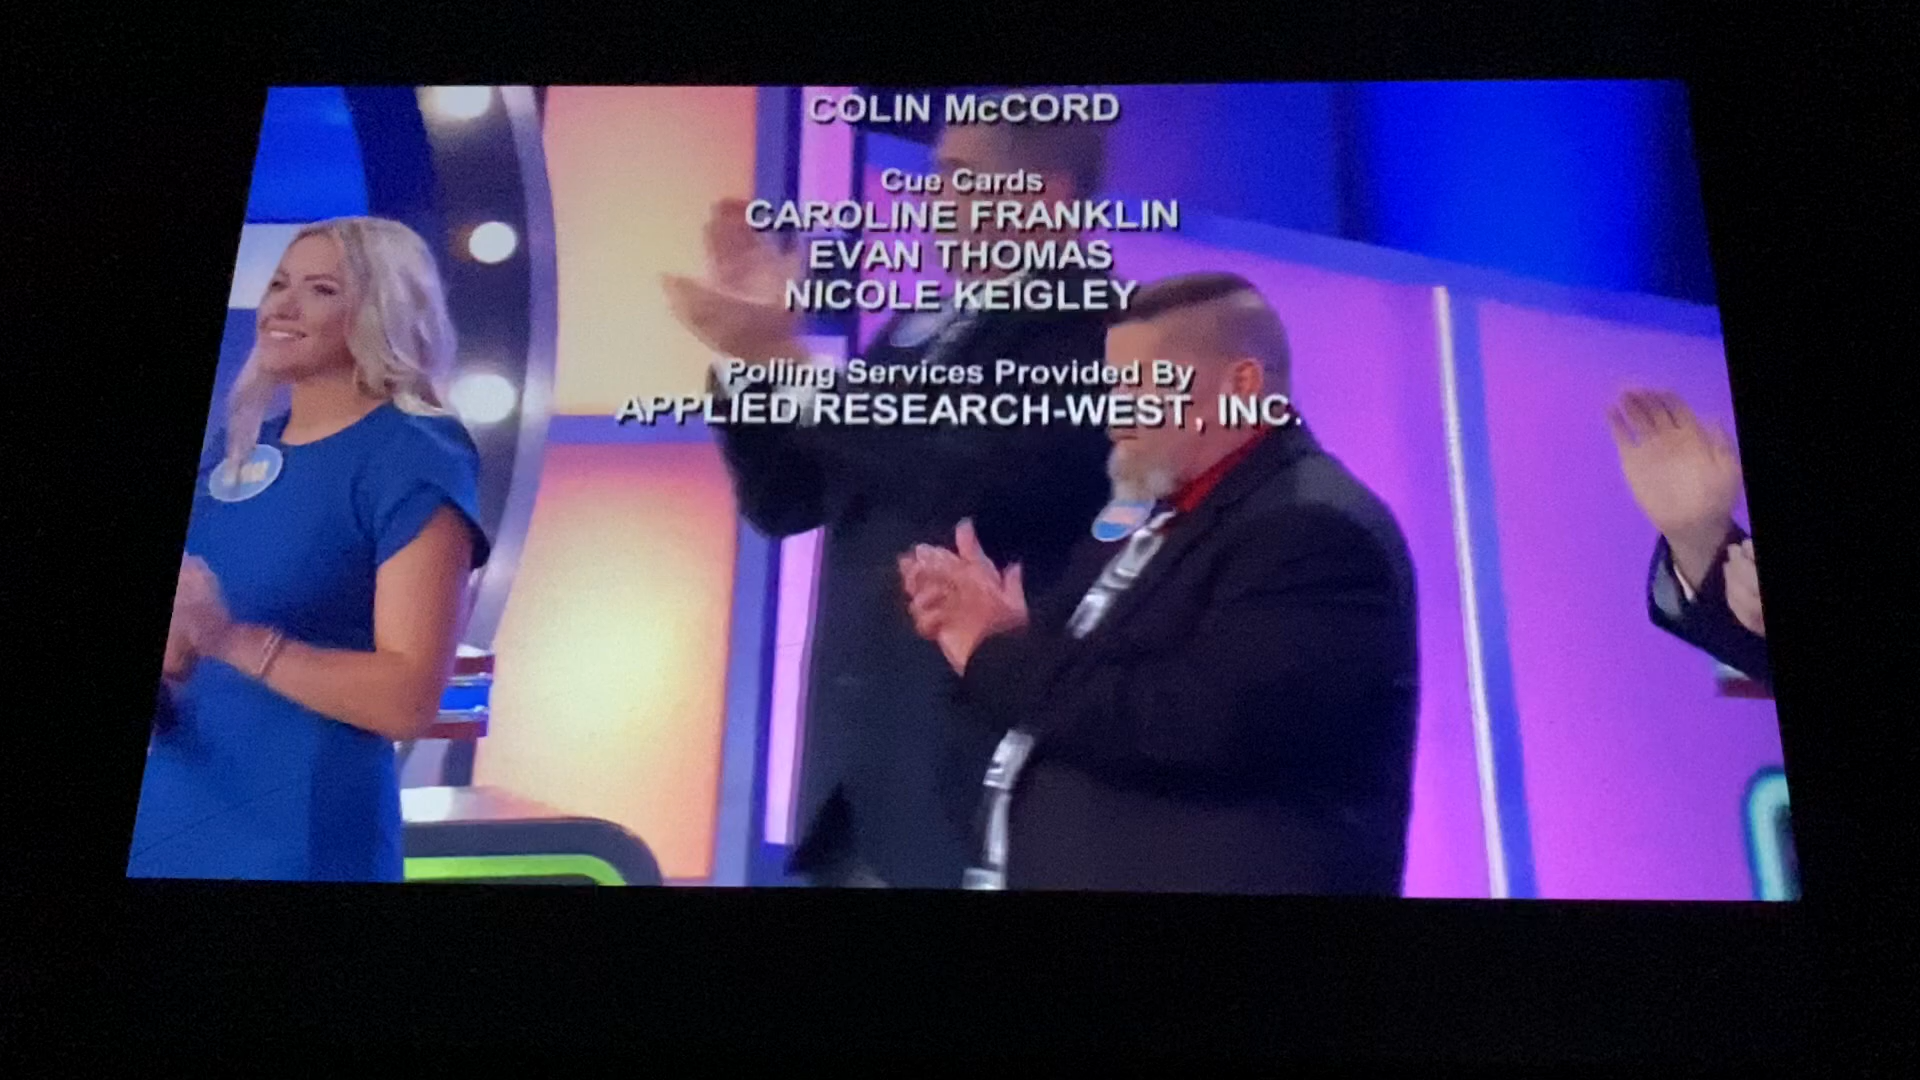 COLIN McCORD
Cue Cards
CAROLINE FRANKLIN
EVAN THOMAS
NICOLE KEIGLEY
Polling Services Provided By
APPLIED RESEARCH-WEST, INC.